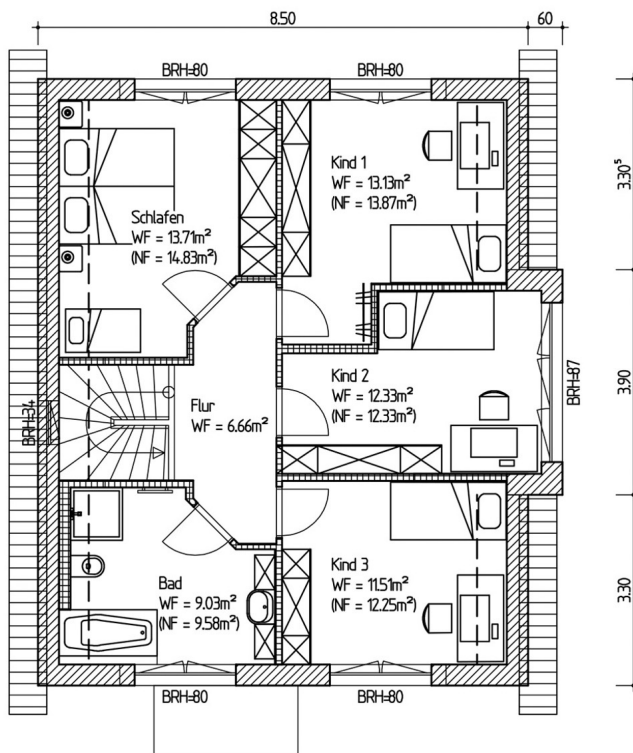 8.50
60
BRH=80
BRH=80
3.30⁵
Kind 1
WF = 13.13m²
(NF = 13.87m²)
Schlafen
WF = 13.71m²
(NF = 14.83m²)
Kind 2
WF = 12.33m²
(NF = 12.33m²)
BRH=87
3.90
Flur
WF = 6.66m²
BRH=34
Kind 3
WF = 11.51m²
(NF = 12.25m²)
Bad
WF = 9.03m²
(NF = 9.58m²)
3.30
BRH=80
BRH=80